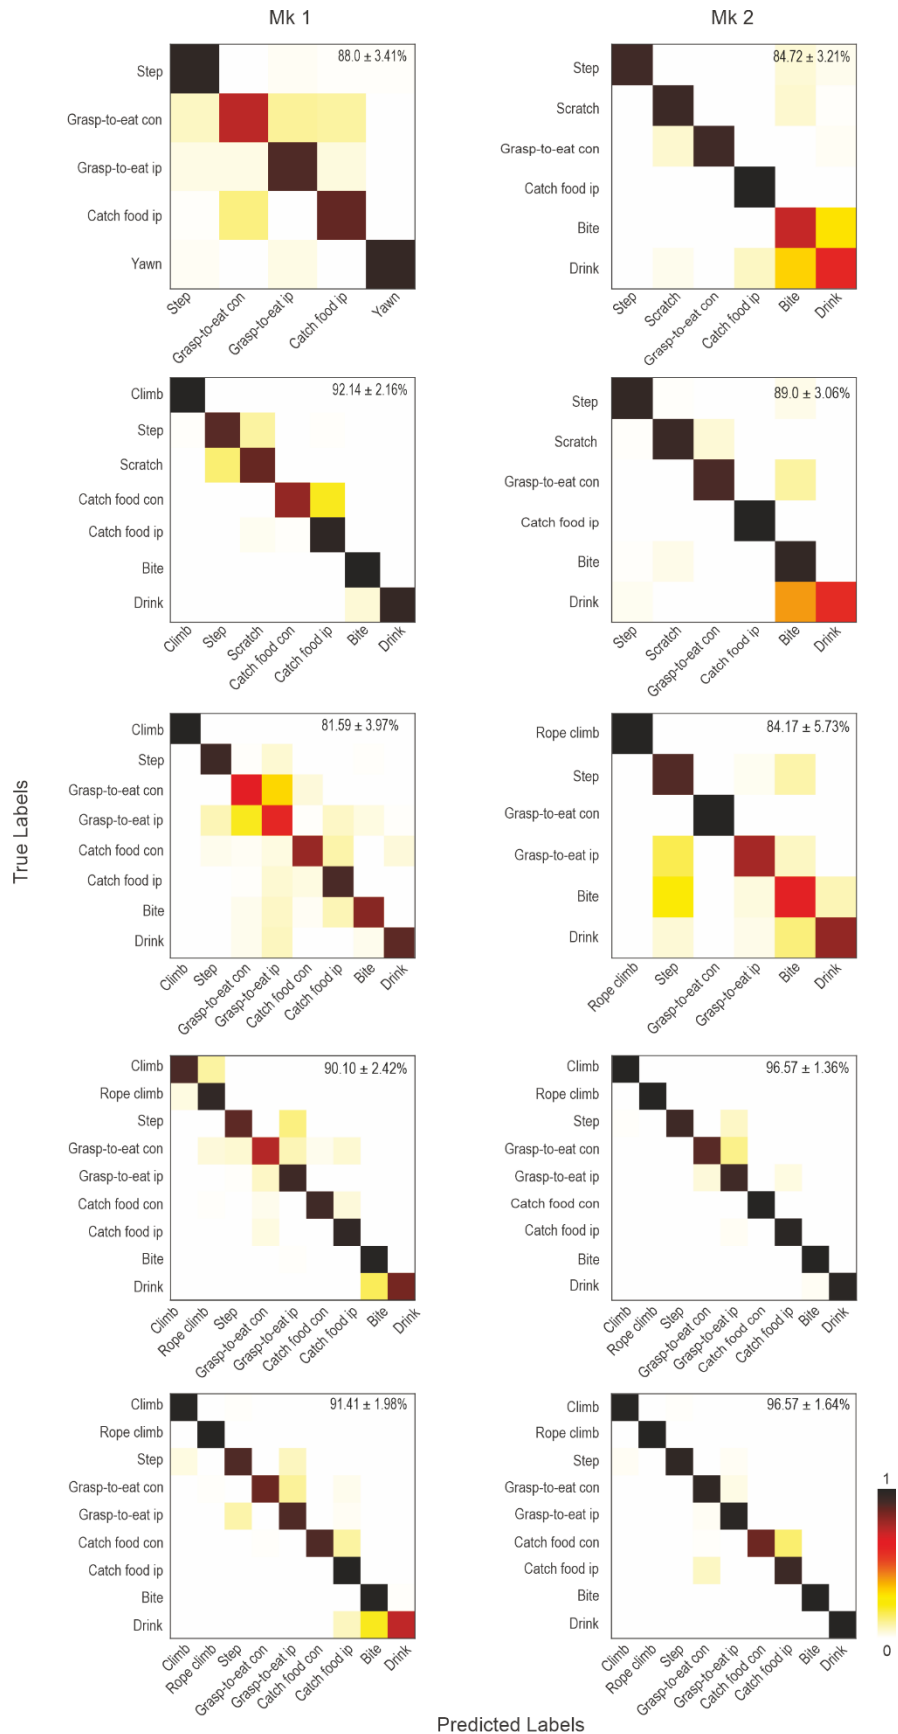 Mk 1
Mk 2
True Labels
88.0 ± 3.41%
Step
Grasp-to-eat con
Grasp-to-eat ip
Catch food ip
Yawn
Step
Grasp-to-eat con
Grasp-to-eat ip
Catch food ip
Yawn
84.72 ± 3.21%
Step
Scratch
Grasp-to-eat con
Catch food ip
Bite
Drink
Step
Scratch
Grasp-to-eat con
Catch food ip
Bite
Drink
92.14 ± 2.16%
Climb
Step
Scratch
Catch food con
Catch food ip
Bite
Drink
Climb
Step
Scratch
Catch food con
Catch food ip
Bite
Drink
89.0 ± 3.06%
Step
Scratch
Grasp-to-eat con
Catch food ip
Bite
Drink
Step
Scratch
Grasp-to-eat con
Catch food ip
Bite
Drink
81.59 ± 3.97%
Climb
Step
Grasp-to-eat con
Grasp-to-eat ip
Catch food con
Catch food ip
Bite
Drink
Climb
Step
Grasp-to-eat con
Grasp-to-eat ip
Catch food con
Catch food ip
Bite
Drink
84.17 ± 5.73%
Rope climb
Step
Grasp-to-eat con
Grasp-to-eat ip
Bite
Drink
Rope climb
Step
Grasp-to-eat con
Grasp-to-eat ip
Bite
Drink
90.10 ± 2.42%
Climb
Rope climb
Step
Grasp-to-eat con
Grasp-to-eat ip
Catch food con
Catch food ip
Bite
Drink
Climb
Rope climb
Step
Grasp-to-eat con
Grasp-to-eat ip
Catch food con
Catch food ip
Bite
Drink
96.57 ± 1.36%
Climb
Rope climb
Step
Grasp-to-eat con
Grasp-to-eat ip
Catch food con
Catch food ip
Bite
Drink
Climb
Rope climb
Step
Grasp-to-eat con
Grasp-to-eat ip
Catch food con
Catch food ip
Bite
Drink
91.41 ± 1.98%
Climb
Rope climb
Step
Grasp-to-eat con
Grasp-to-eat ip
Catch food con
Catch food ip
Bite
Drink
Climb
Rope climb
Step
Grasp-to-eat con
Grasp-to-eat ip
Catch food con
Catch food ip
Bite
Drink
96.57 ± 1.64%
Climb
Rope climb
Step
Grasp-to-eat con
Grasp-to-eat ip
Catch food con
Catch food ip
Bite
Drink
Climb
Rope climb
Step
Grasp-to-eat con
Grasp-to-eat ip
Catch food con
Catch food ip
Bite
Drink
1
0
Predicted Labels